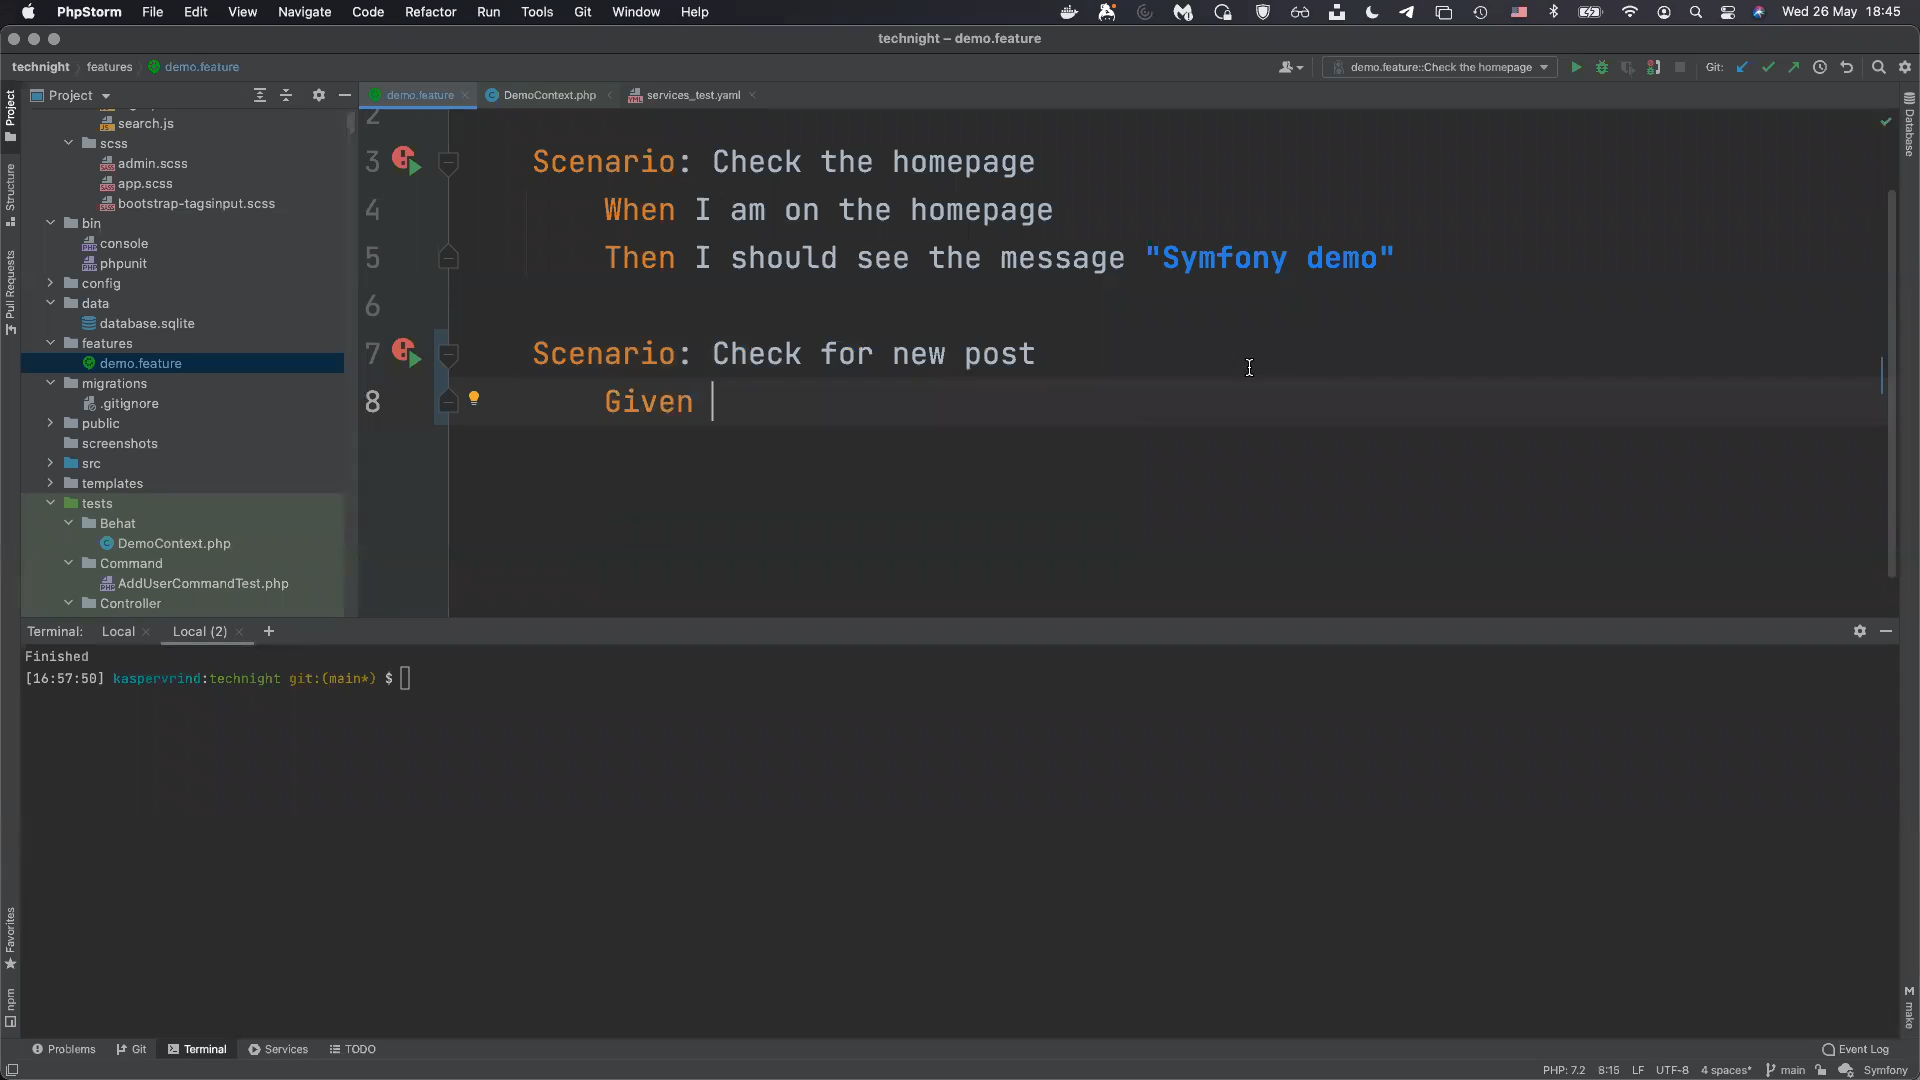 PhpStorm File Edit View Navigate Code Refactor Run Tools Git Window Help Wed 26 May 18:45
technight – demo.feature
technight features demo.feature demo.feature::Check the homepage Git:
Project demo.feature DemoContext.php services_test.yaml
Project
Structure
Pull Requests
Favorites
npm
Database
make
search.js
scss
admin.scss
app.scss
bootstrap-tagsinput.scss
bin
console
phpunit
config
data
database.sqlite
features
demo.feature
migrations
.gitignore
public
screenshots
src
templates
tests
Behat
DemoContext.php
Command
AddUserCommandTest.php
Controller
2
3 Scenario: Check the homepage
4 When I am on the homepage
5 Then I should see the message "Symfony demo"
6
7 Scenario: Check for new post
8 Given
Terminal: Local Local (2) +
Finished
[16:57:50] kaspervrind:technight git:(main*) $
Problems Git Terminal Services TODO Event Log
PHP: 7.2 8:15 LF UTF-8 4 spaces* main Symfony